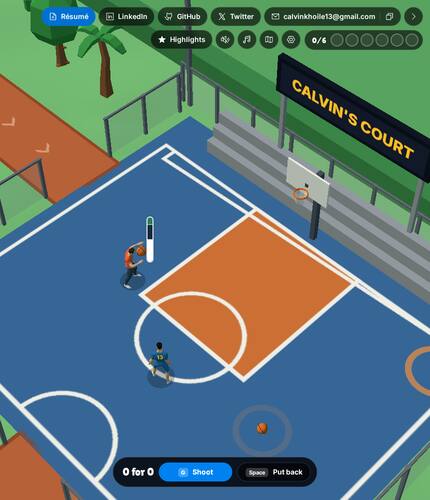 Résumé LinkedIn GitHub Twitter calvinkhoile13@gmail.com
Highlights 0/6
CALVIN'S COURT
13
0 for 0 G Shoot Space Put back